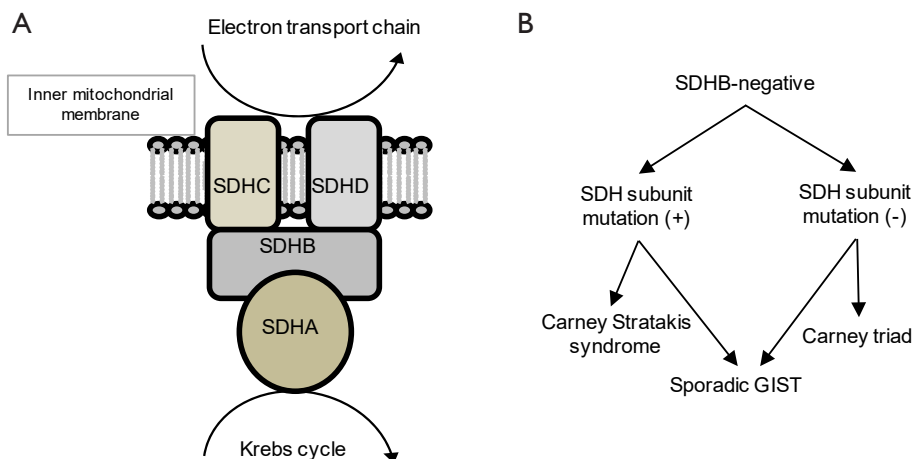 A
Electron transport chain
Inner mitochondrial
membrane
SDHC
SDHD
SDHB
SDHA
Krebs cycle
B
SDHB-negative
SDH subunit
mutation (+)
SDH subunit
mutation (-)
Carney Stratakis
syndrome
Carney triad
Sporadic GIST